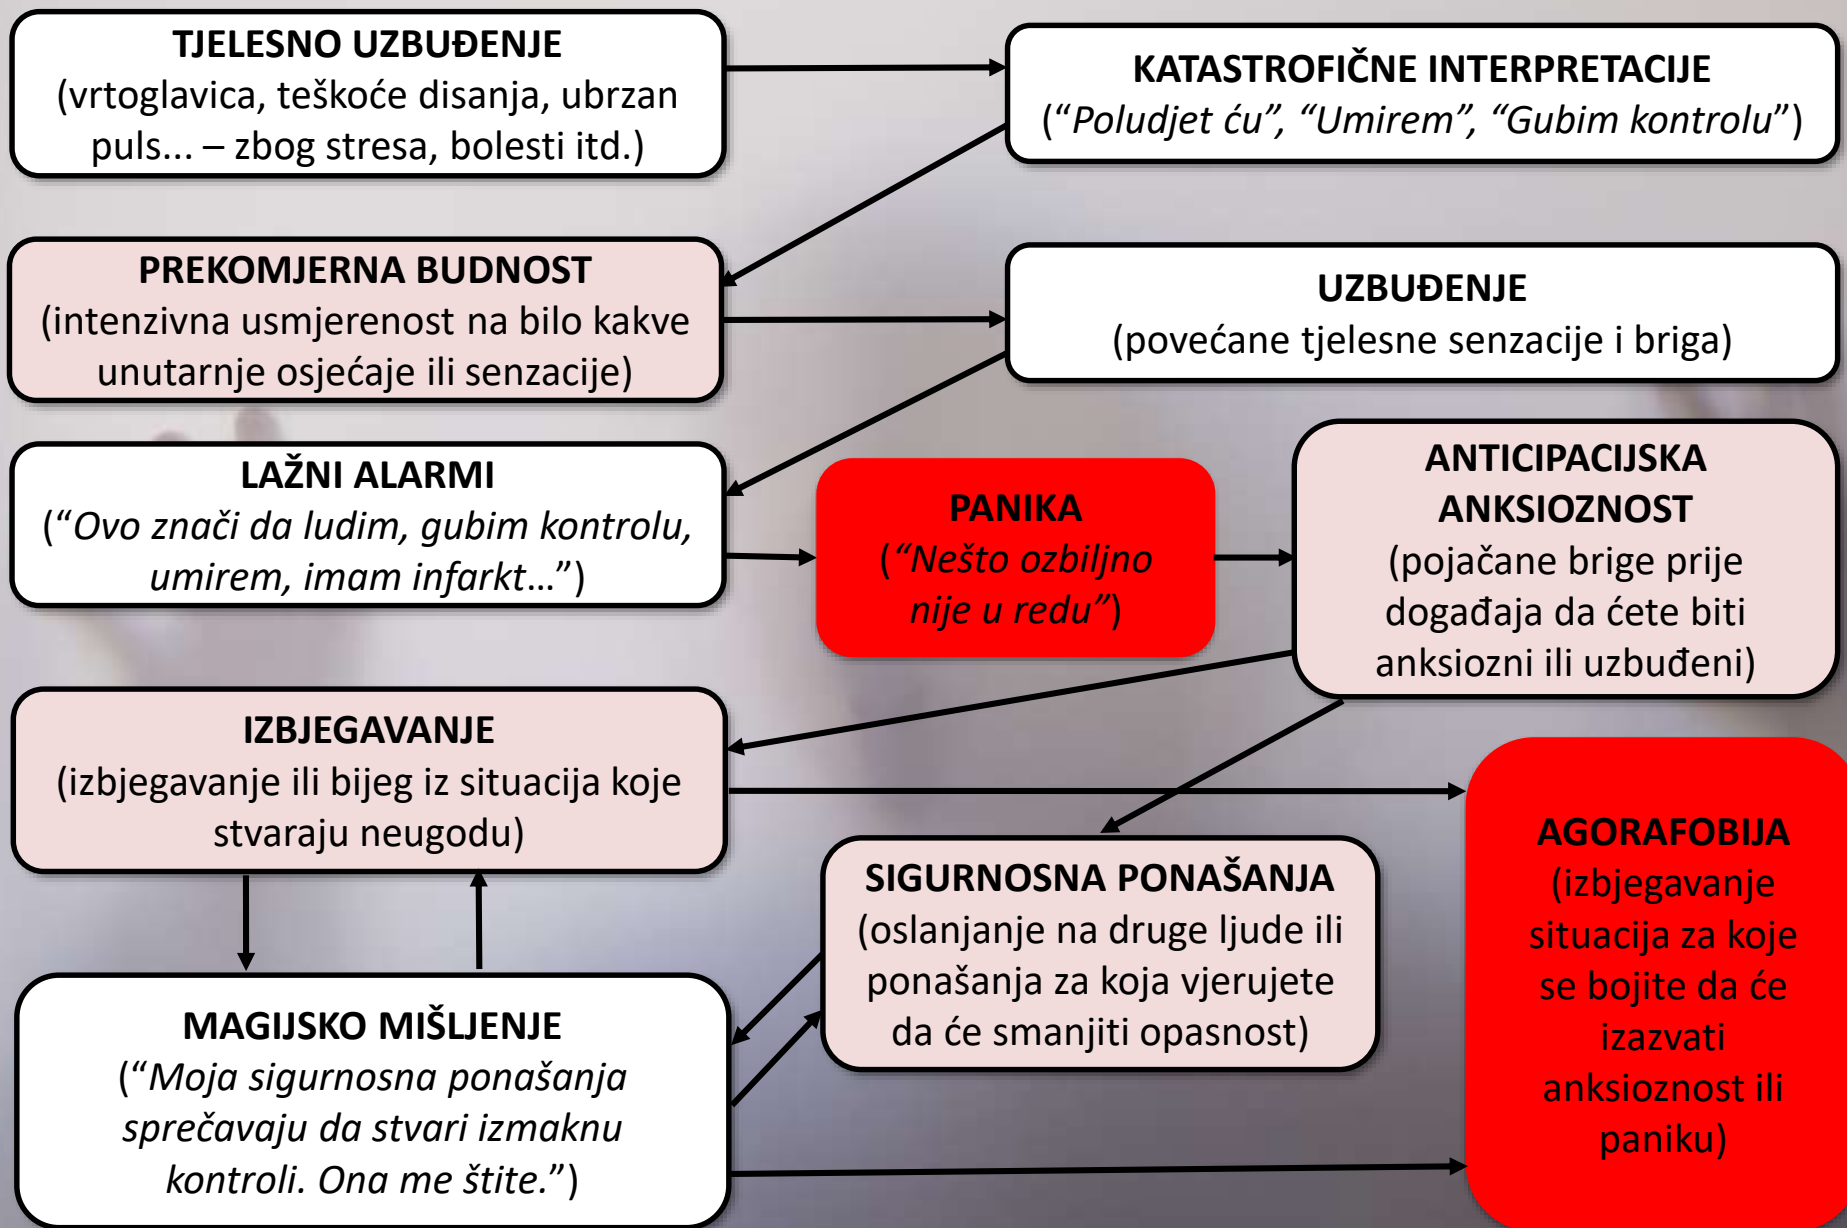 TJELESNO UZBUĐENJE
(vrtoglavica, teškoće disanja, ubrzan
puls... – zbog stresa, bolesti itd.)
KATASTROFIČNE INTERPRETACIJE
(“Poludjet ću”, “Umirem”, “Gubim kontrolu”)
PREKOMJERNA BUDNOST
(intenzivna usmjerenost na bilo kakve
unutarnje osjećaje ili senzacije)
UZBUĐENJE
(povećane tjelesne senzacije i briga)
LAŽNI ALARMI
(“Ovo znači da ludim, gubim kontrolu,
umirem, imam infarkt…”)
PANIKA
(“Nešto ozbiljno
nije u redu”)
ANTICIPACIJSKA
ANKSIOZNOST
(pojačane brige prije
događaja da ćete biti
anksiozni ili uzbuđeni)
IZBJEGAVANJE
(izbjegavanje ili bijeg iz situacija koje
stvaraju neugodu)
SIGURNOSNA PONAŠANJA
(oslanjanje na druge ljude ili
ponašanja za koja vjerujete
da će smanjiti opasnost)
AGORAFOBIJA
(izbjegavanje
situacija za koje
se bojite da će
izazvati
anksioznost ili
paniku)
MAGIJSKO MIŠLJENJE
(“Moja sigurnosna ponašanja
sprečavaju da stvari izmaknu
kontroli. Ona me štite.”)